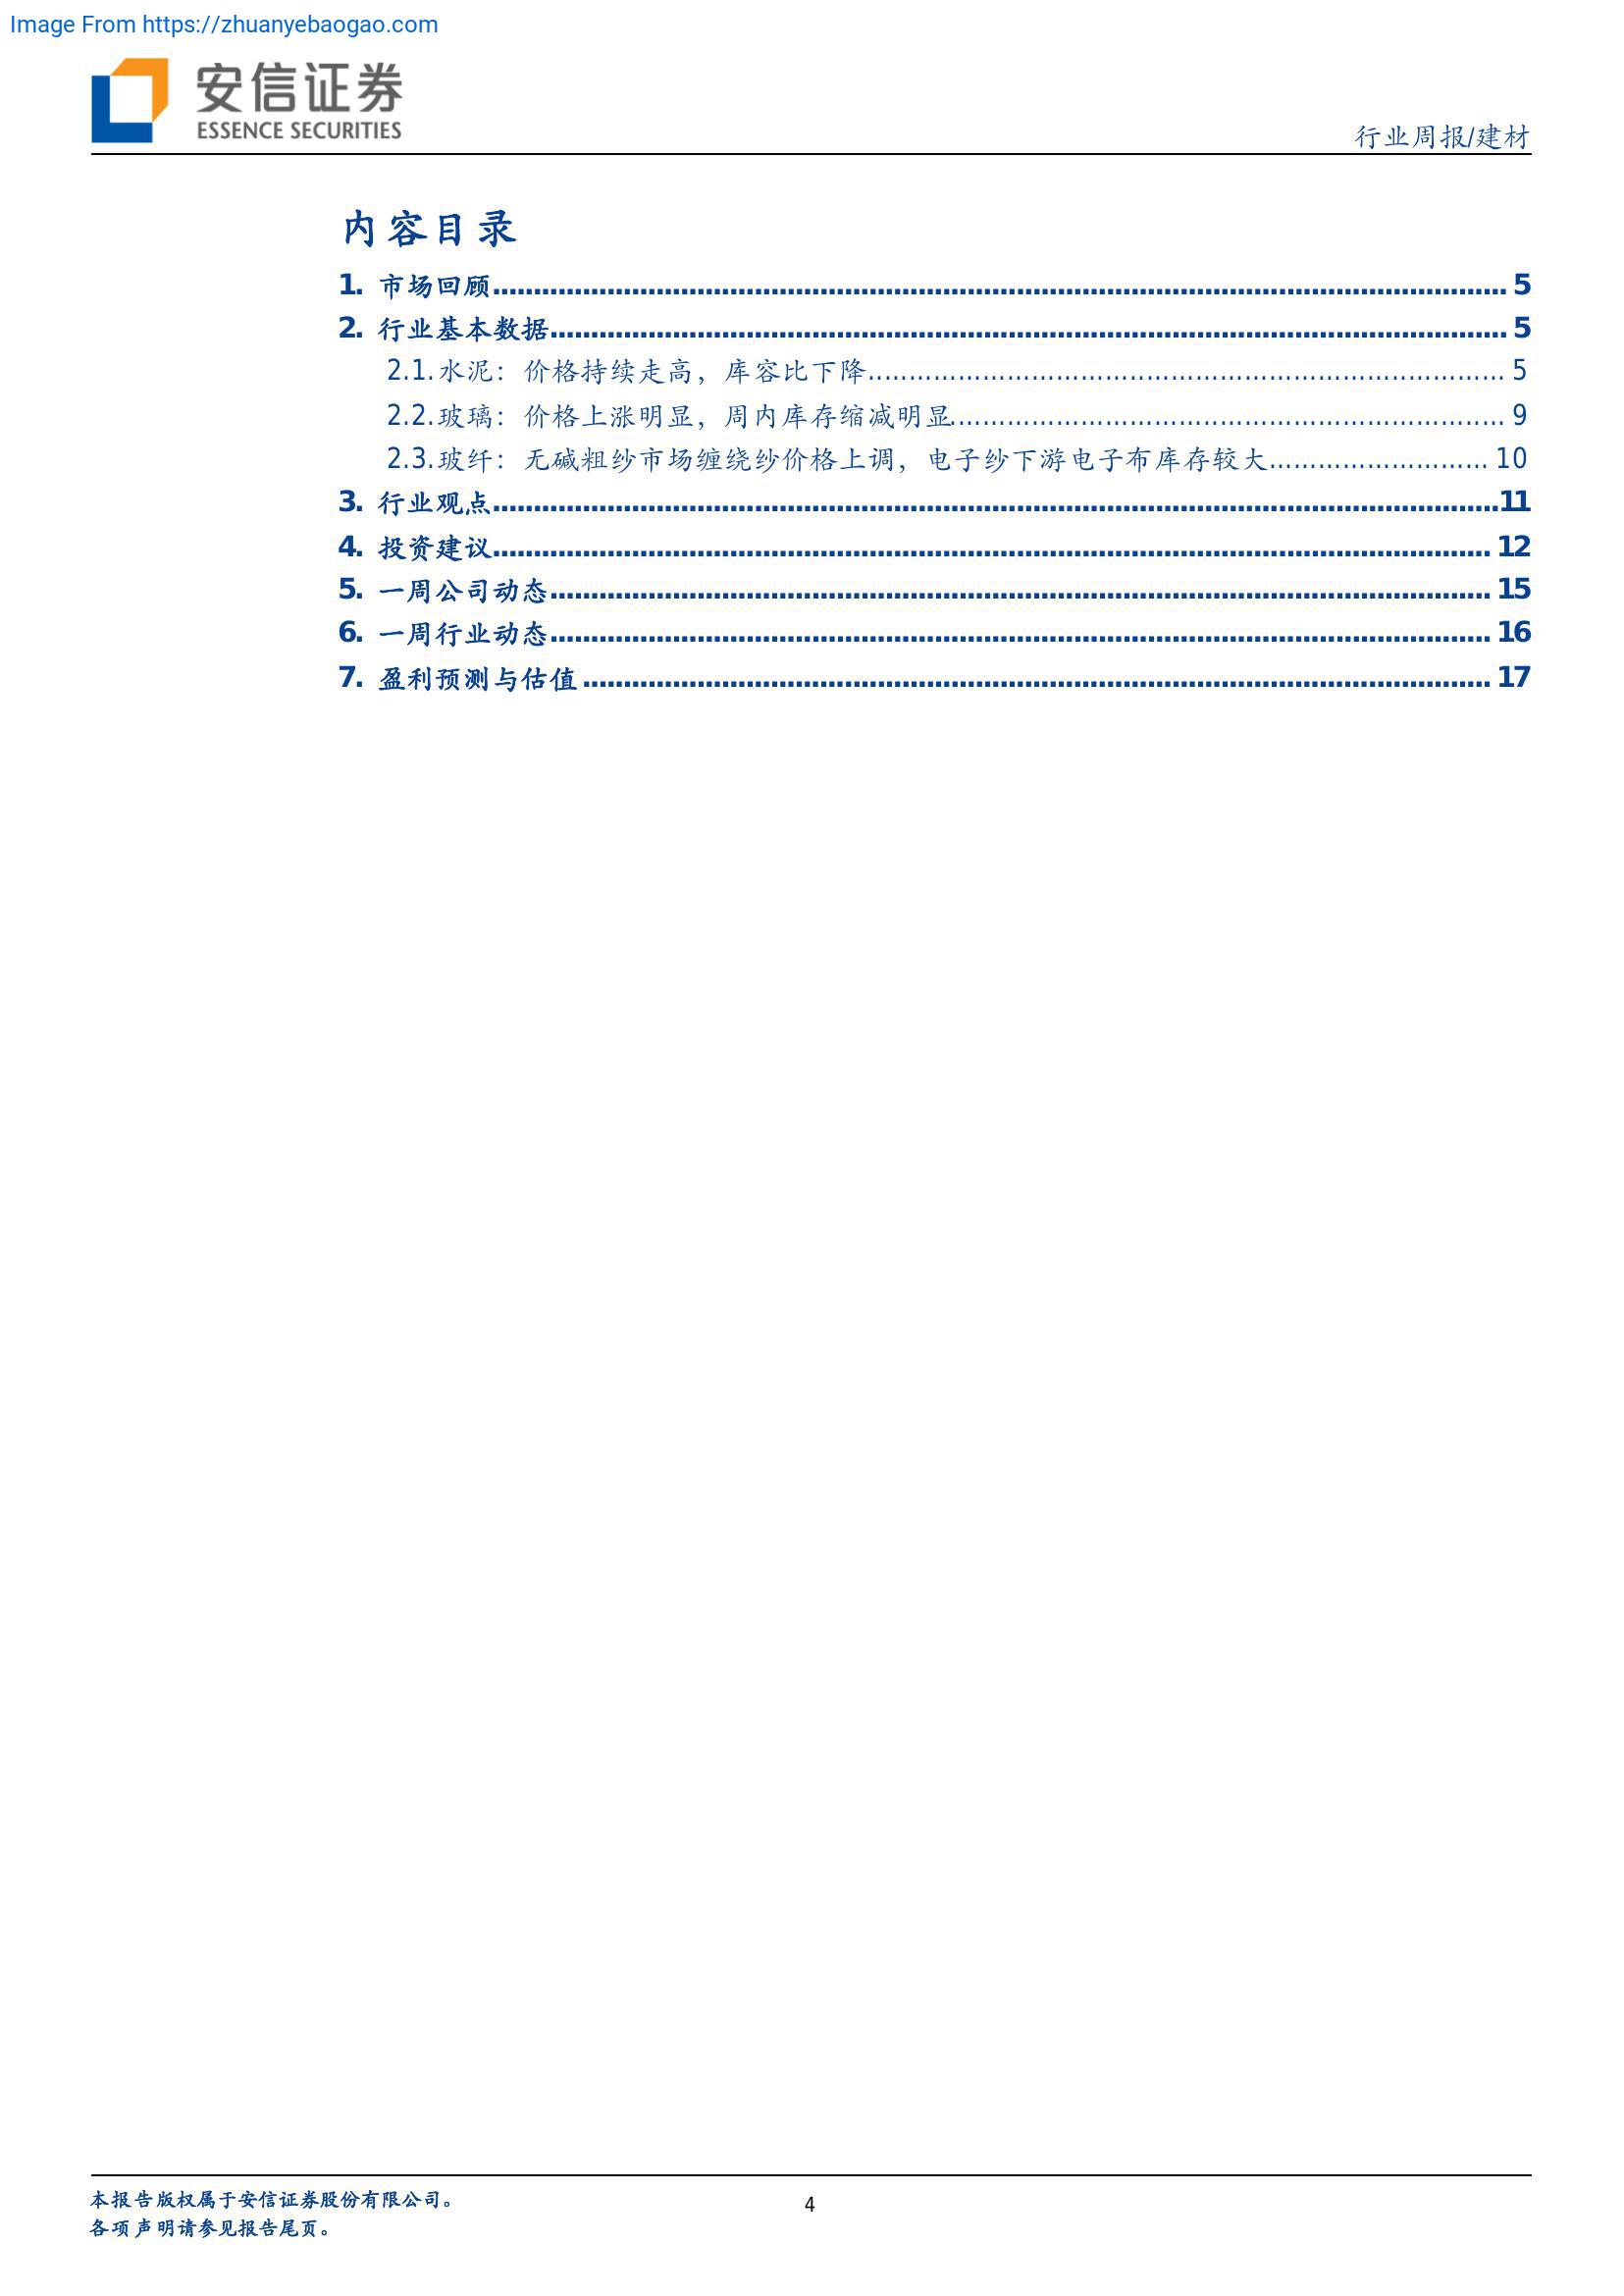 Image From https://zhuanyebaogao.com
安信证券
ESSENCE SECURITIES
行业周报/建材
内容目录
1. 市场回顾 5
2. 行业基本数据 5
2.1. 水泥：价格持续走高，库容比下降 5
2.2. 玻璃：价格上涨明显，周内库存缩减明显 9
2.3. 玻纤：无碱粗纱市场缠绕纱价格上调，电子纱下游电子布库存较大 10
3. 行业观点 11
4. 投资建议 12
5. 一周公司动态 15
6. 一周行业动态 16
7. 盈利预测与估值 17
本报告版权属于安信证券股份有限公司。
4
各项声明请参见报告尾页。